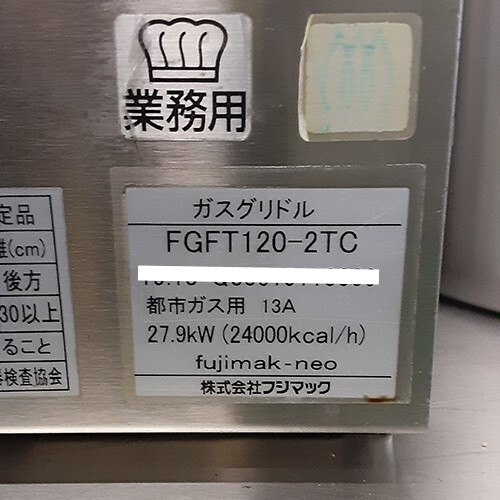 業務用
定品
離(cm)
後方
30以上
ること
器検査協会
ガスグリドル
FGFT120-2TC
都市ガス用 13A
27.9kW(24000kcal/h)
fujimak-neo
株式会社フジマック